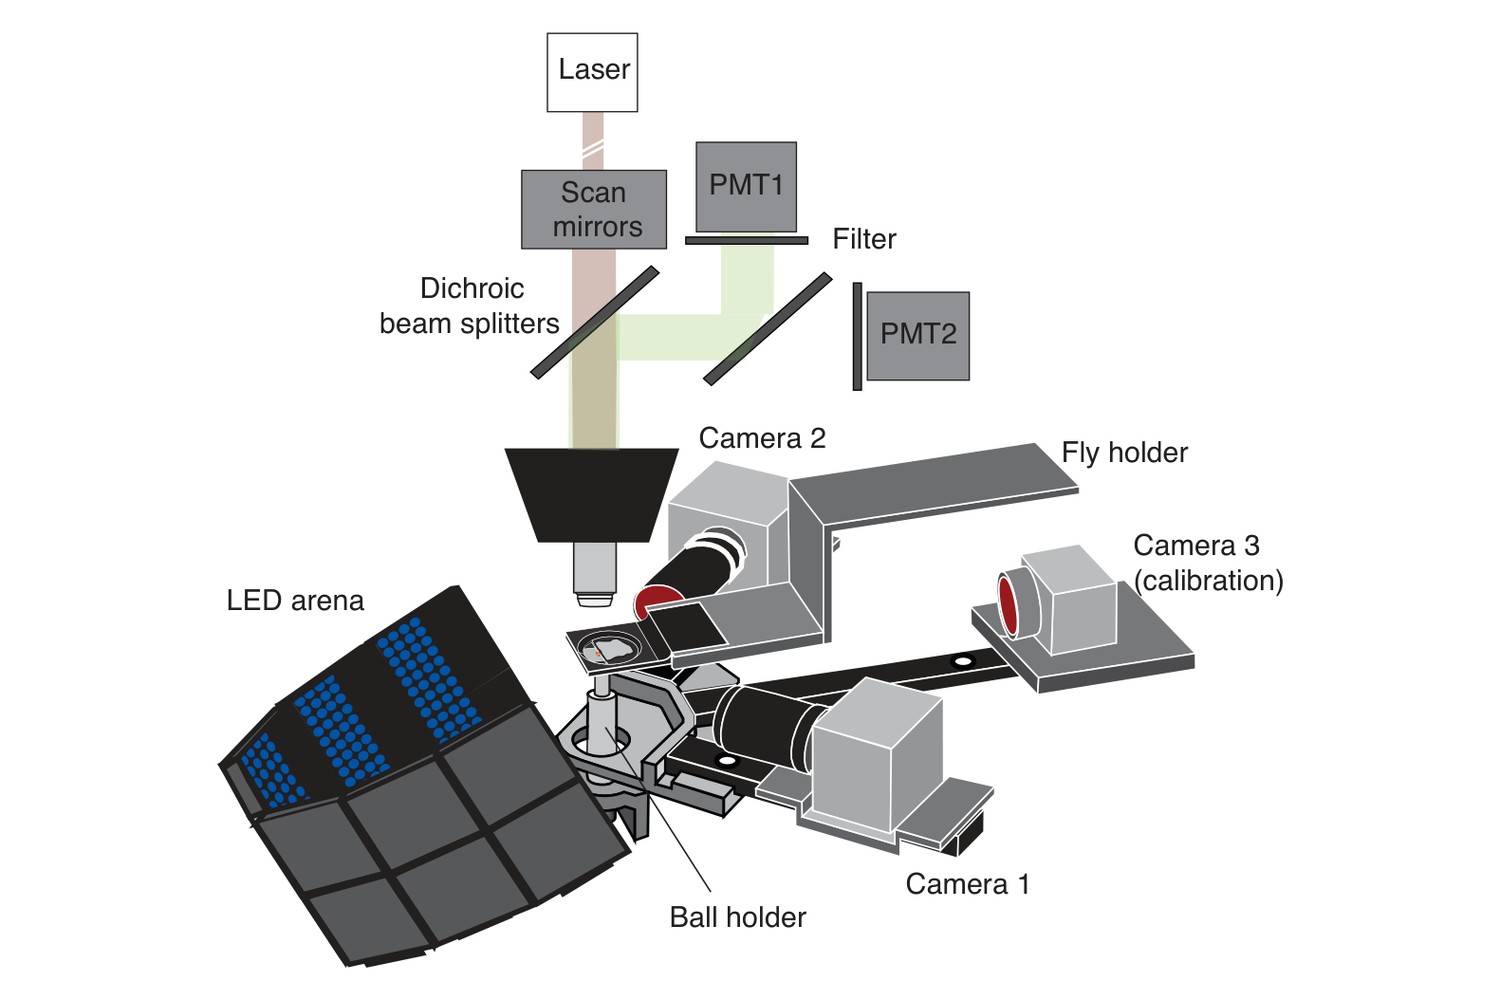 Laser
Scan
mirrors
PMT1
Filter
Dichroic
beam splitters
PMT2
Camera 2
Fly holder
Camera 3
(calibration)
LED arena
Camera 1
Ball holder